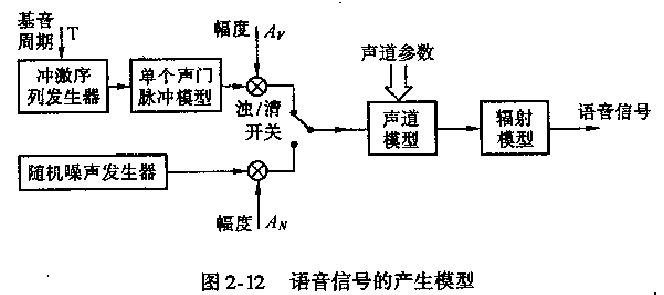 基音
周期 T
幅度 AV
声道参数
冲激序
列发生器
单个声门
脉冲模型
浊/清
开关
声道
模型
辐射
模型
语音信号
随机噪声发生器
幅度 AN
图2-12 语音信号的产生模型